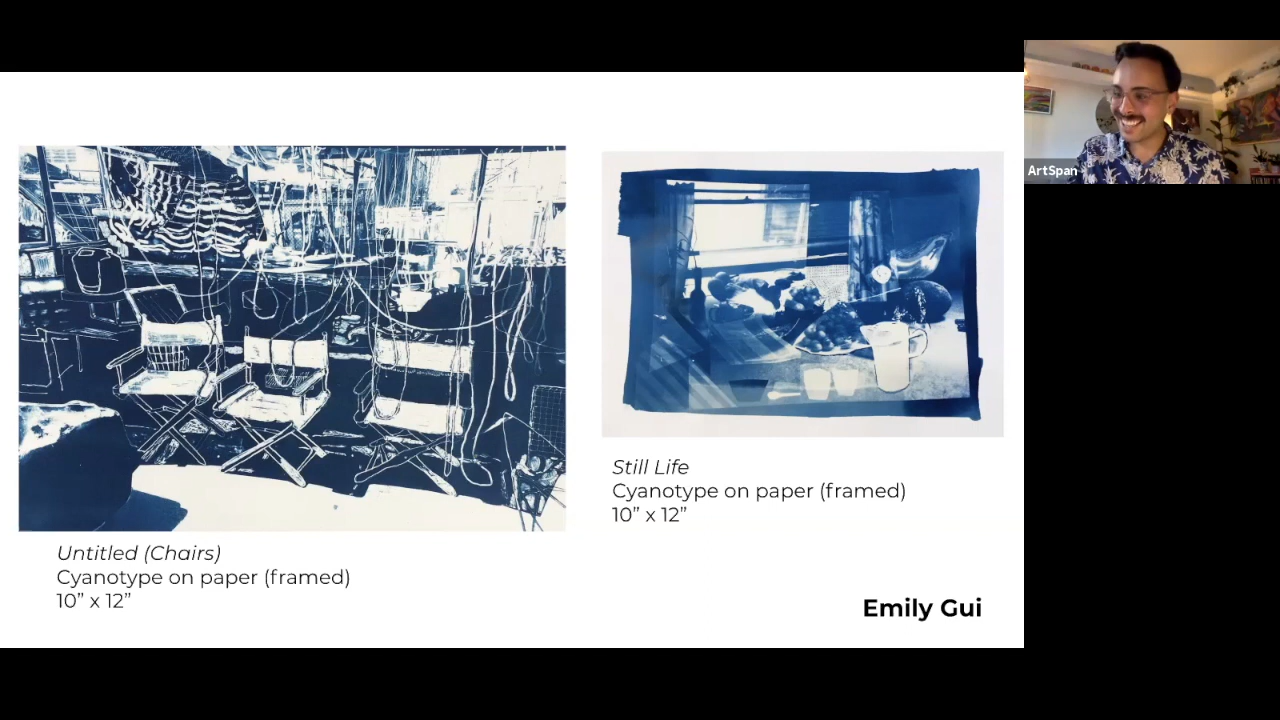 ArtSpan
Untitled (Chairs)
Cyanotype on paper (framed)
10” x 12”
Still Life
Cyanotype on paper (framed)
10” x 12”
Emily Gui